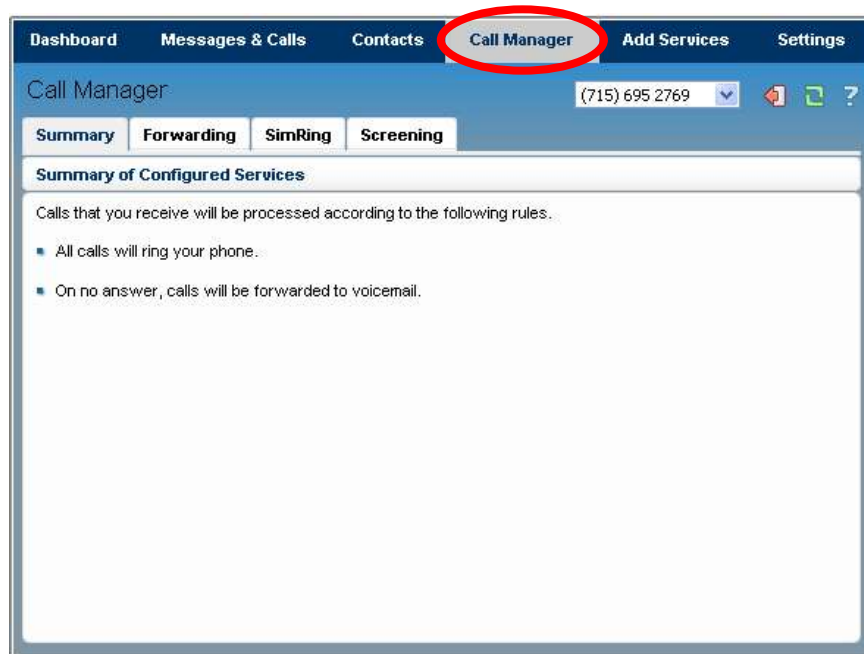 Dashboard Messages & Calls Contacts Call Manager Add Services Settings
Call Manager (715) 695 2769 ?
Summary Forwarding SimRing Screening
Summary of Configured Services
Calls that you receive will be processed according to the following rules.
All calls will ring your phone.
On no answer, calls will be forwarded to voicemail.